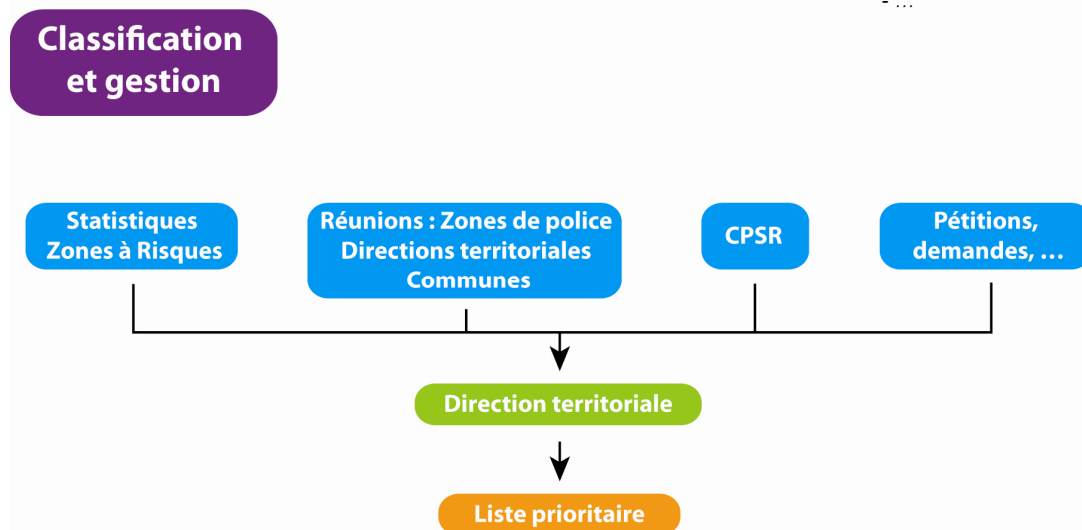 - ...
Classification
et gestion
Statistiques
Zones à Risques
Réunions : Zones de police
Directions territoriales
Communes
CPSR
Pétitions,
demandes, ...
Direction territoriale
Liste prioritaire